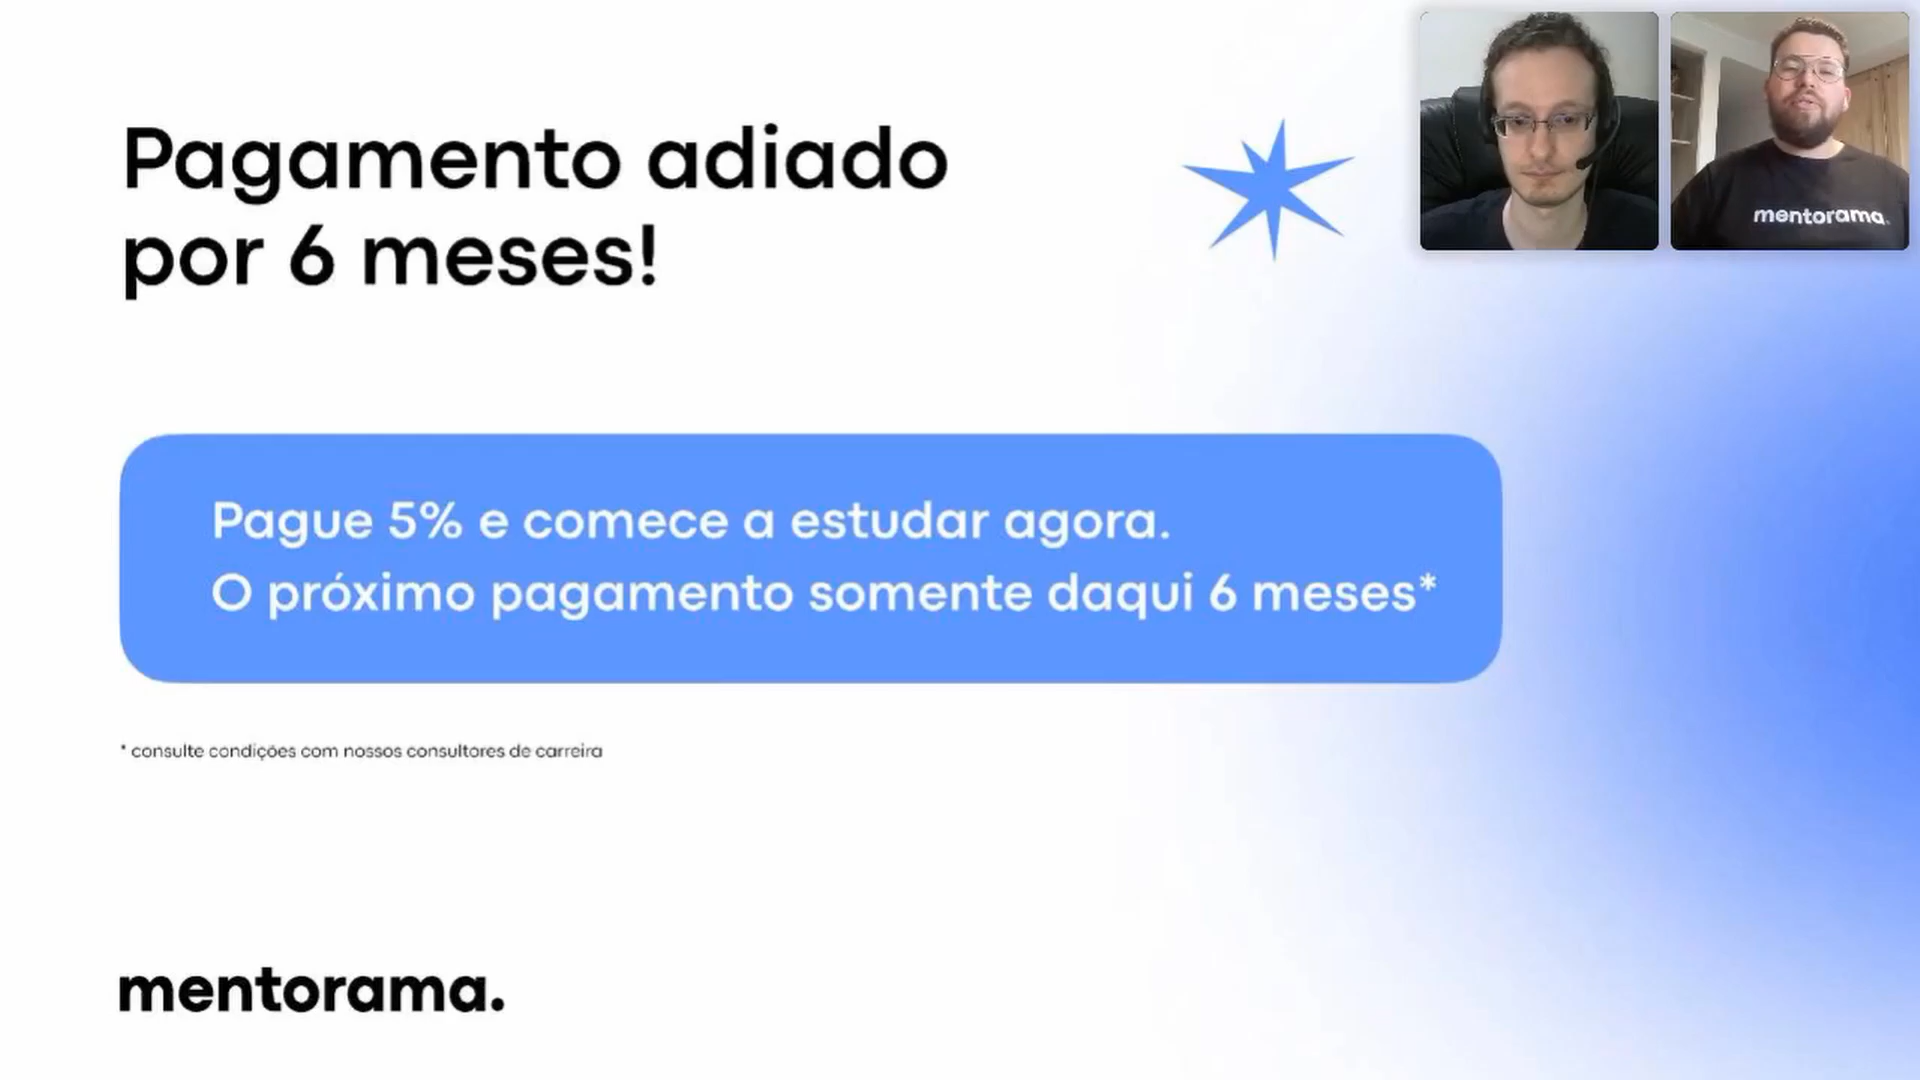 Pagamento adiado
por 6 meses!
mentorama.
Pague 5% e comece a estudar agora.
O próximo pagamento somente daqui 6 meses*
* consulte condições com nossos consultores de carreira
mentorama.